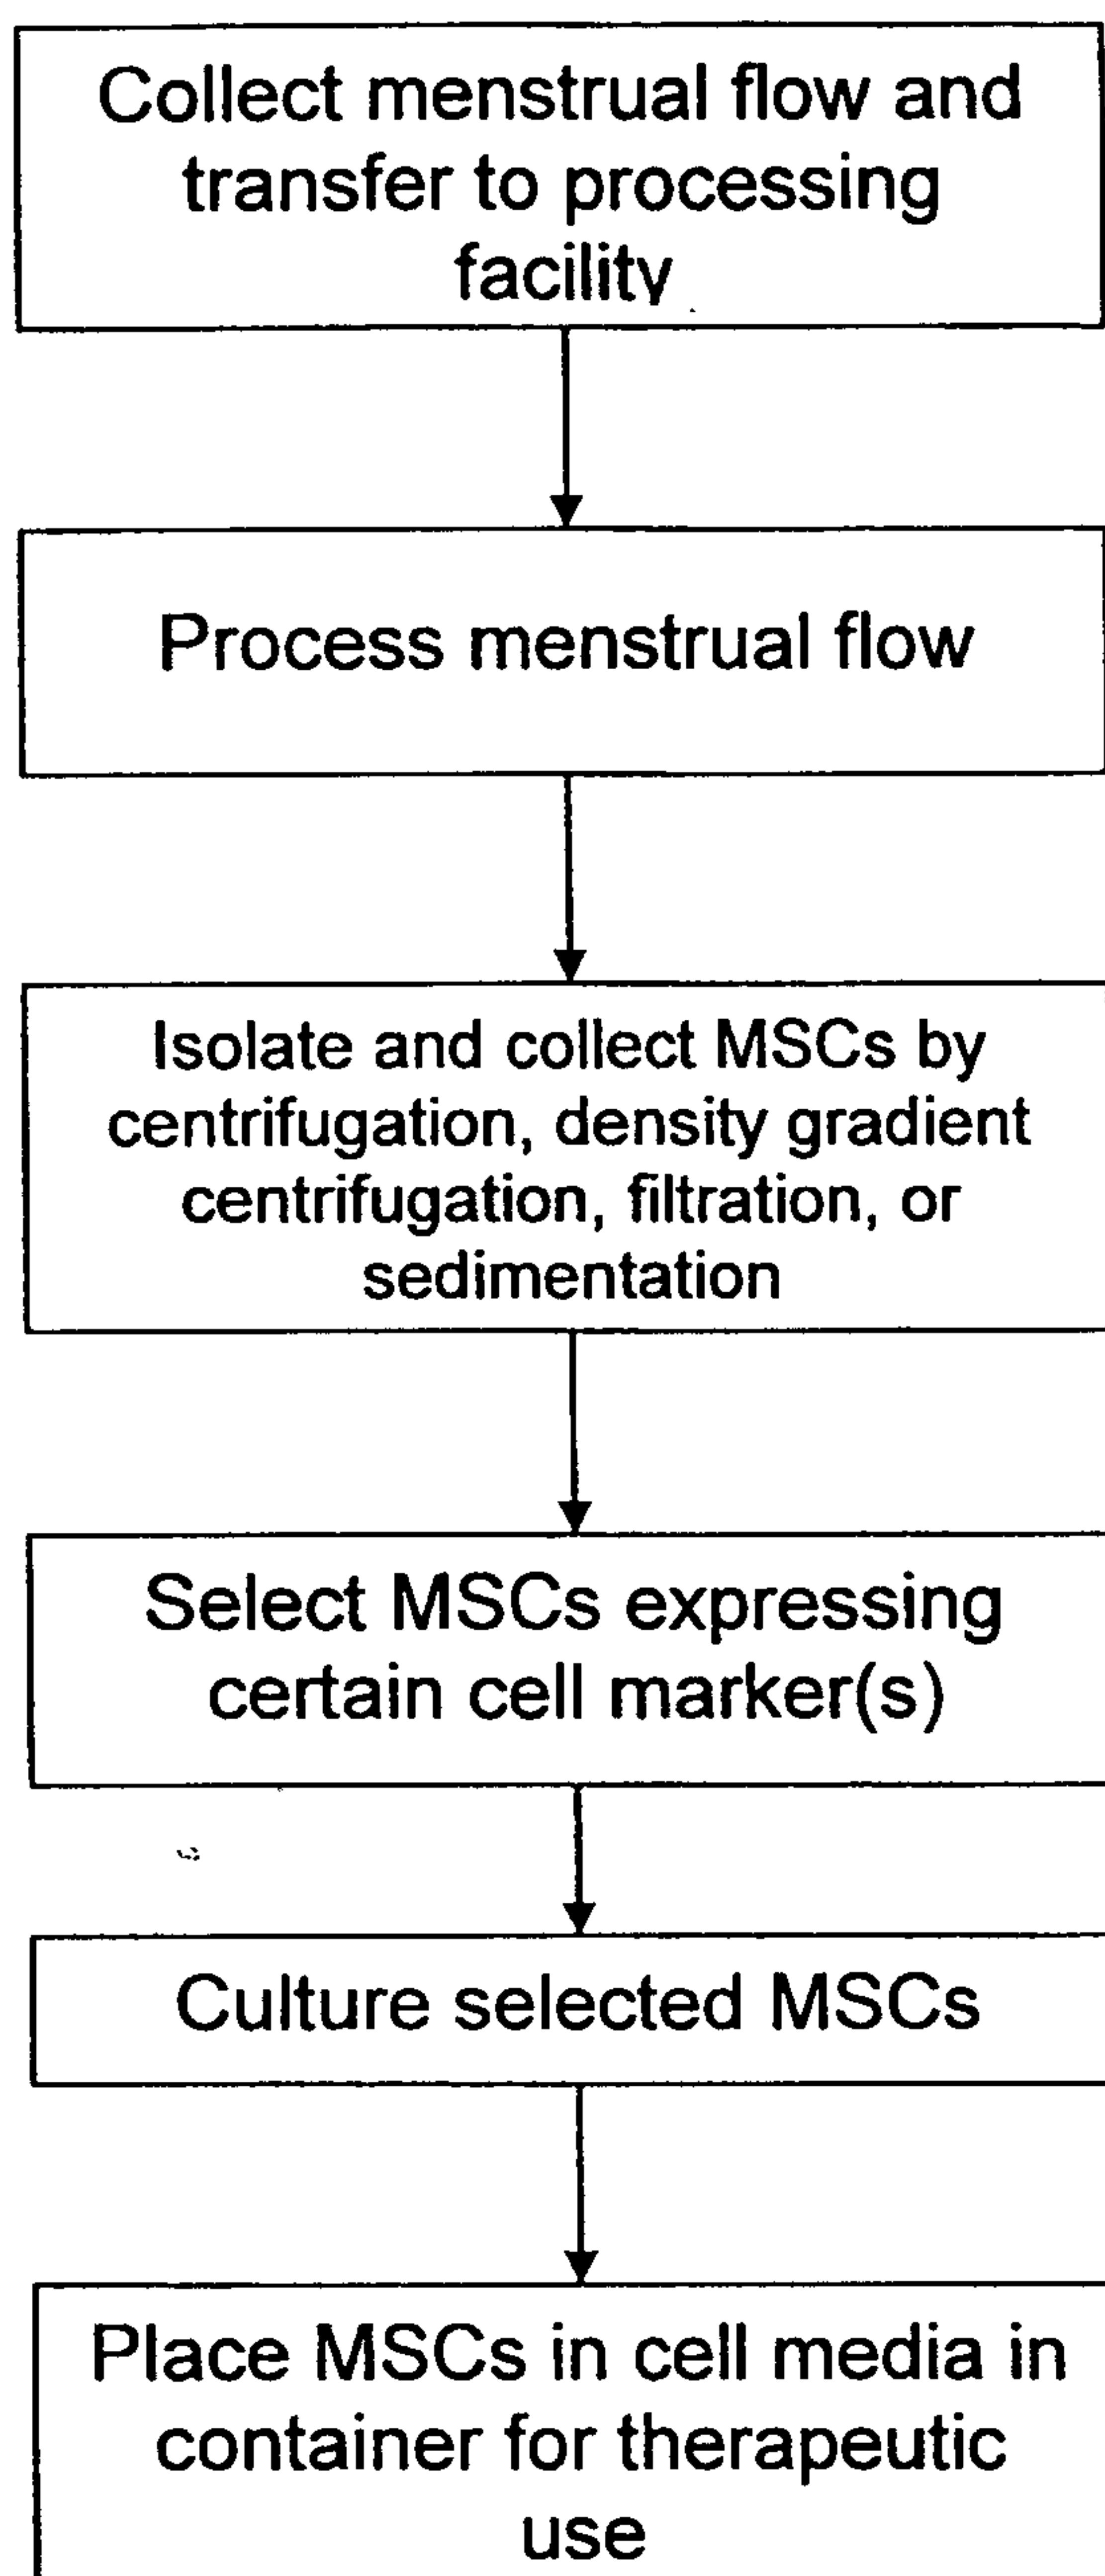 Collect menstrual flow and
transfer to processing
facility
Process menstrual flow
Isolate and collect MSCs by
centrifugation, density gradient
centrifugation, filtration, or
sedimentation
Select MSCs expressing
certain cell marker(s)
Culture selected MSCs
Place MSCs in cell media in
container for therapeutic
use